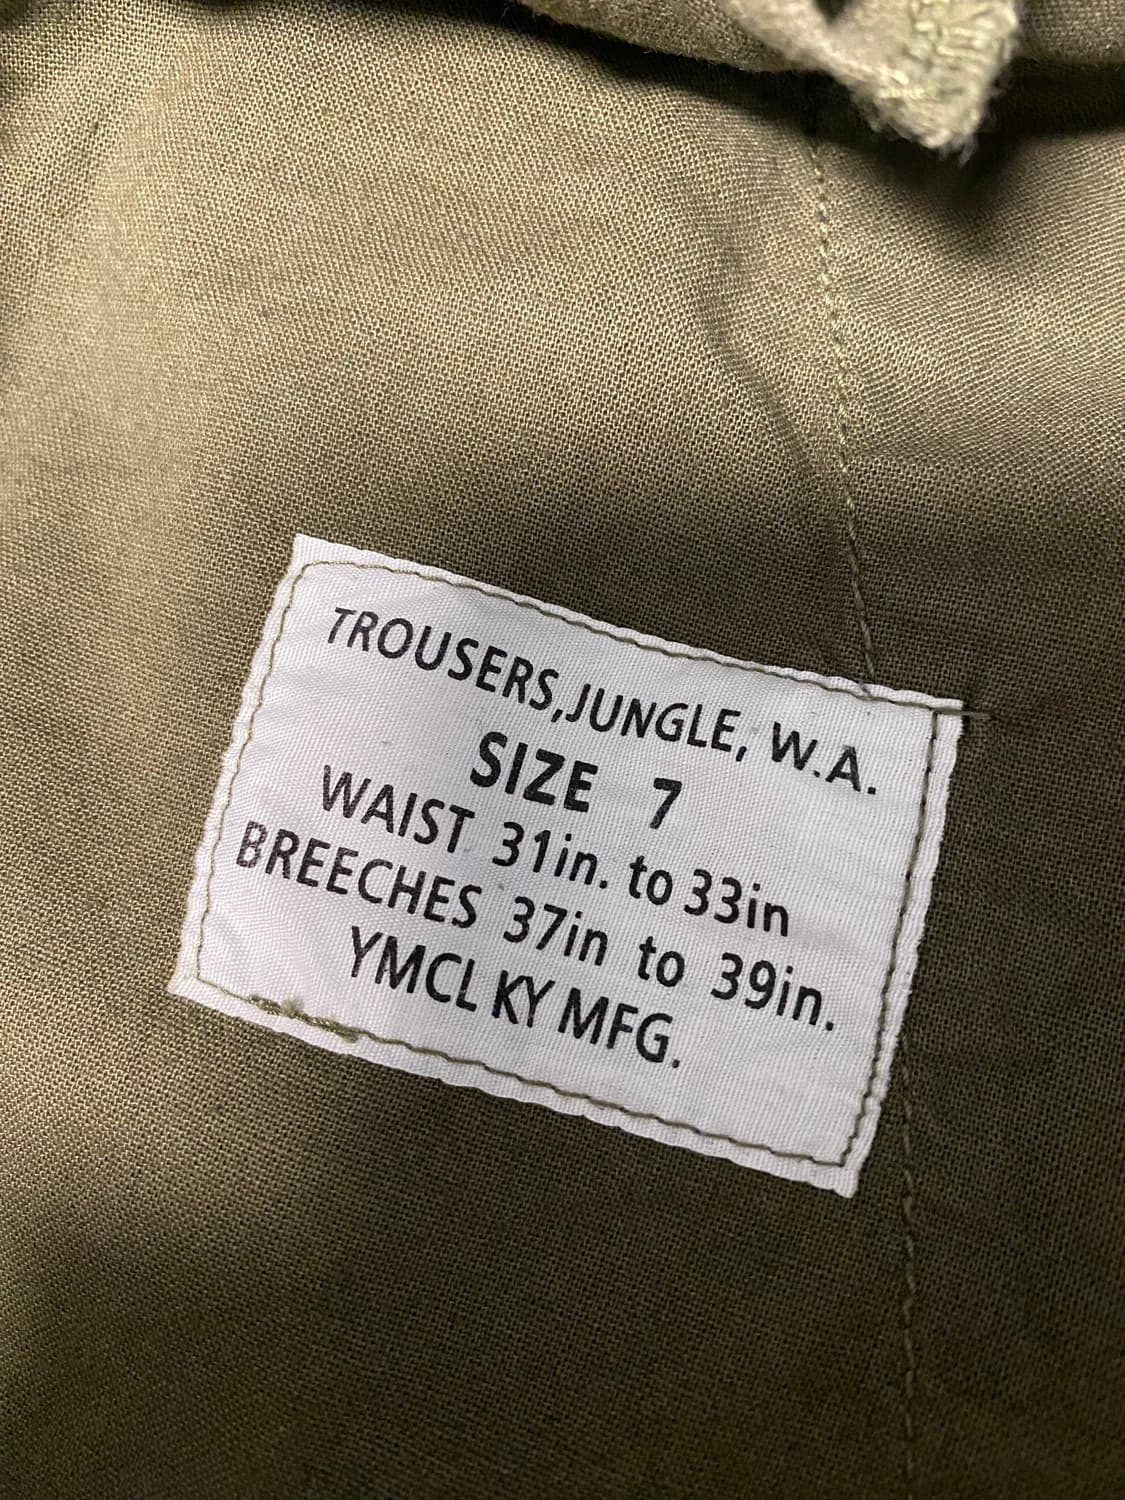 TROUSERS,JUNGLE, W.A.
SIZE 7
WAIST 31in. to 33in
BREECHES 37in to 39in.
YMCL KY MFG.